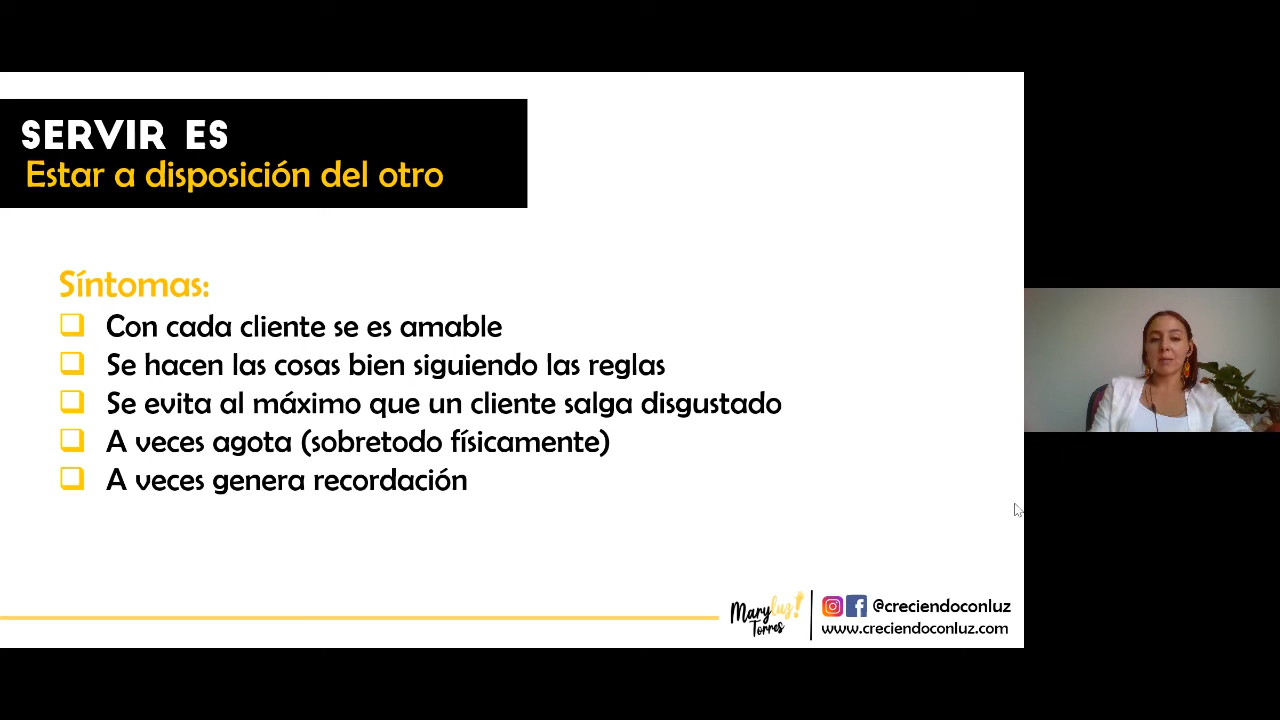 SERVIR ES
Estar a disposición del otro
Síntomas:
Con cada cliente se es amable
Se hacen las cosas bien siguiendo las reglas
Se evita al máximo que un cliente salga disgustado
A veces agota (sobretodo físicamente)
A veces genera recordación
Maryluz!
Torres
@creciendoconluz
www.creciendoconluz.com